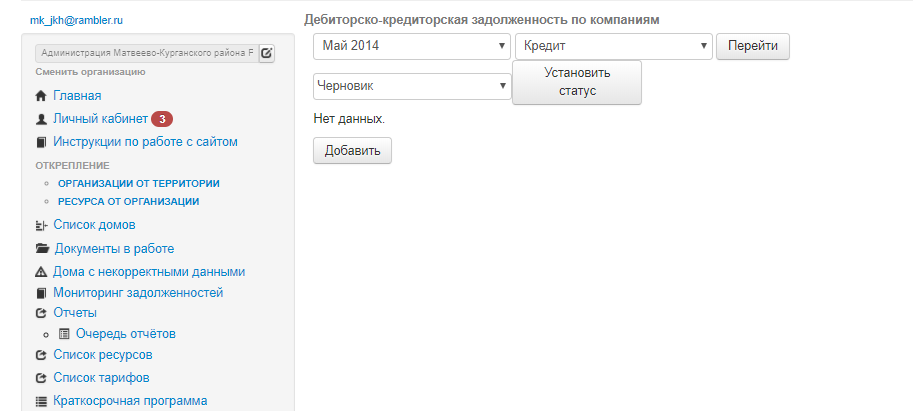 mk_jkh@rambler.ru
Администрация Матвеево-Курганского района Р
Сменить организацию
Главная
Личный кабинет 3
Инструкции по работе с сайтом
ОТКРЕПЛЕНИЕ
ОРГАНИЗАЦИИ ОТ ТЕРРИТОРИИ
РЕСУРСА ОТ ОРГАНИЗАЦИИ
Список домов
Документы в работе
Дома с некорректными данными
Мониторинг задолженностей
Отчеты
Очередь отчётов
Список ресурсов
Список тарифов
Краткосрочная программа
Дебиторско-кредиторская задолженность по компаниям
Май 2014 Кредит Перейти
Черновик Установить
статус
Нет данных.
Добавить